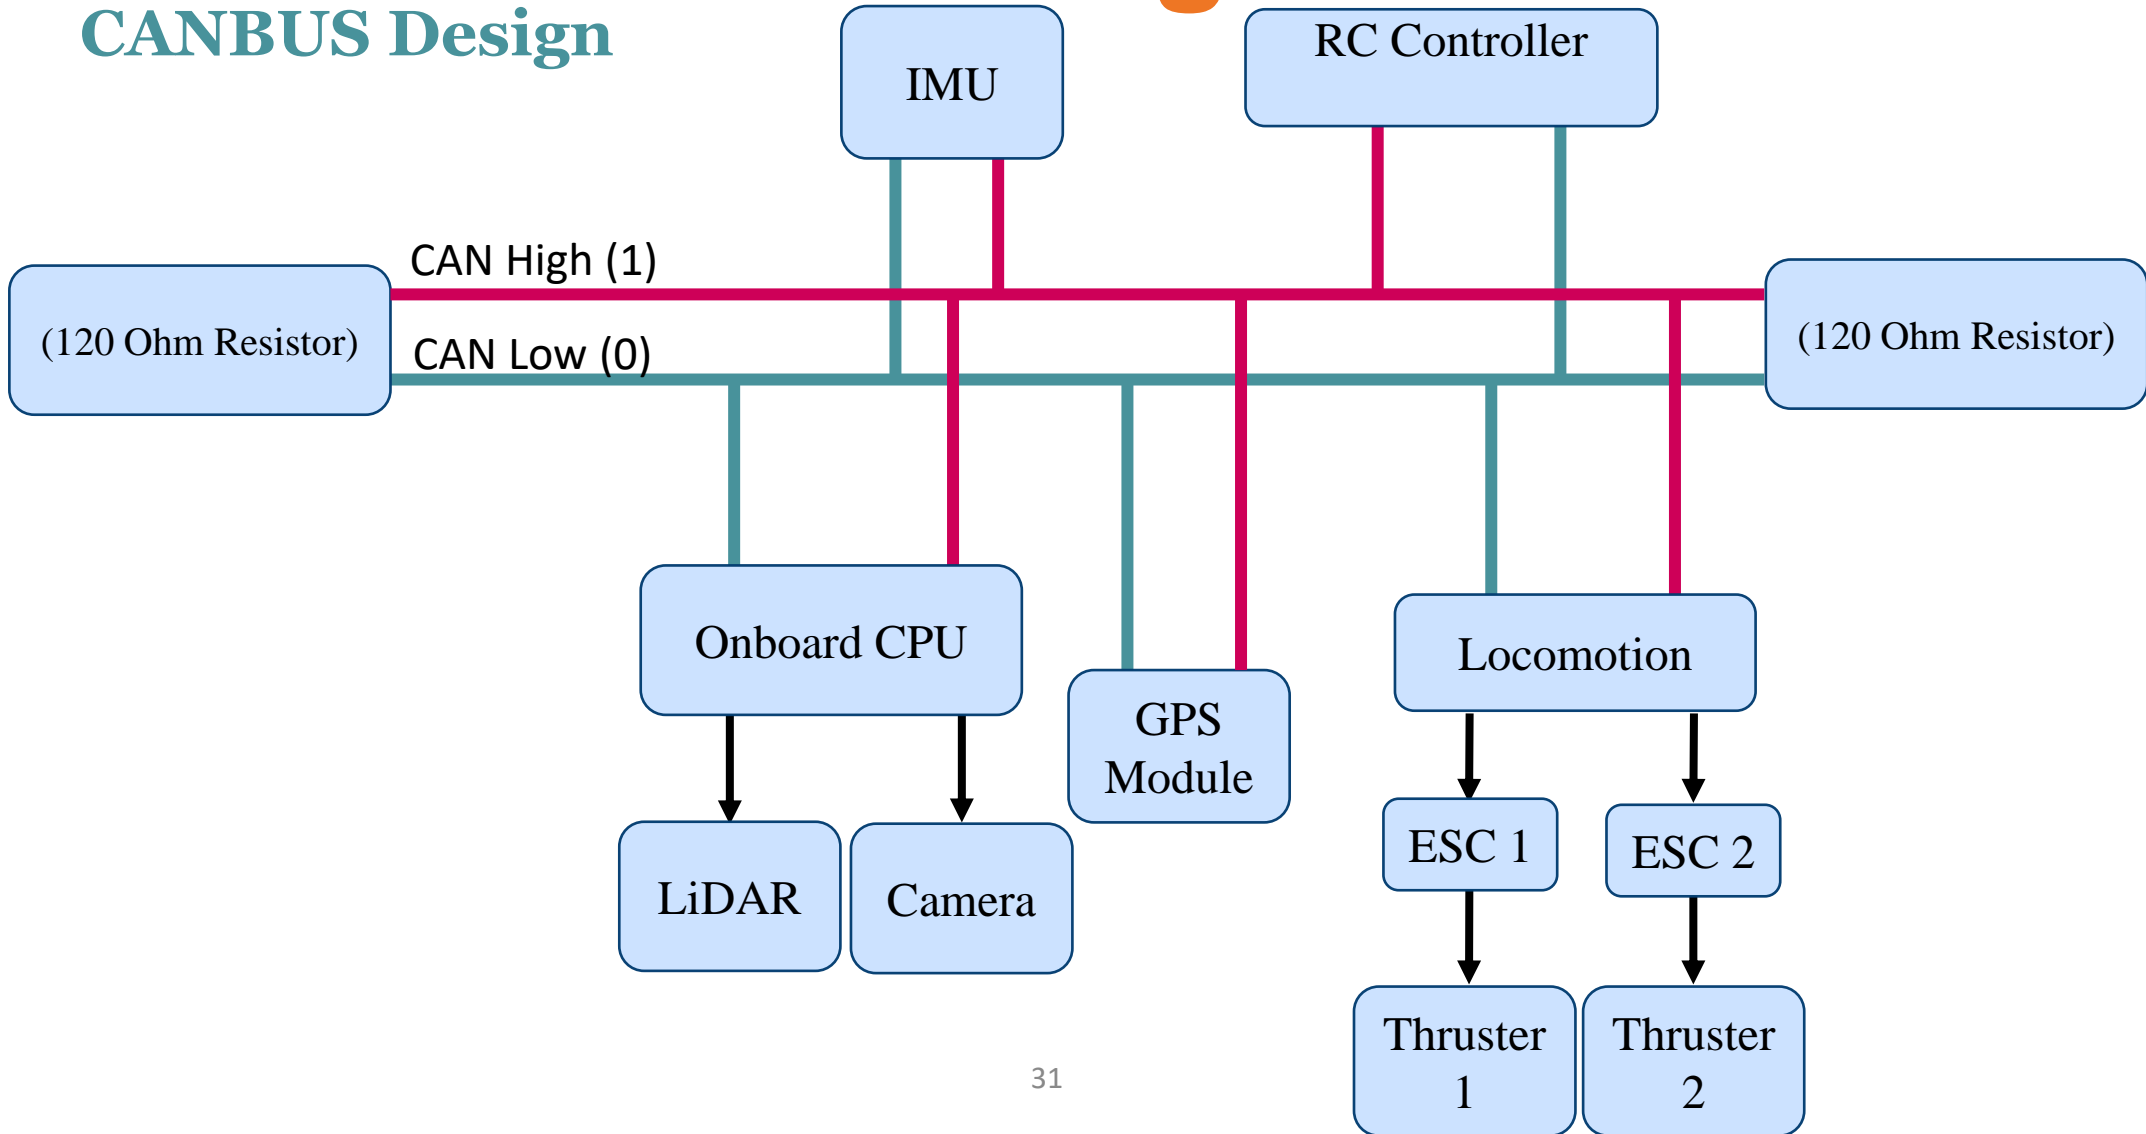 CANBUS Design
IMU
RC Controller
CAN High (1)
(120 Ohm Resistor)
(120 Ohm Resistor)
CAN Low (0)
Onboard CPU
Locomotion
GPS
Module
ESC 1
ESC 2
LiDAR
Camera
Thruster
1
Thruster
2
31